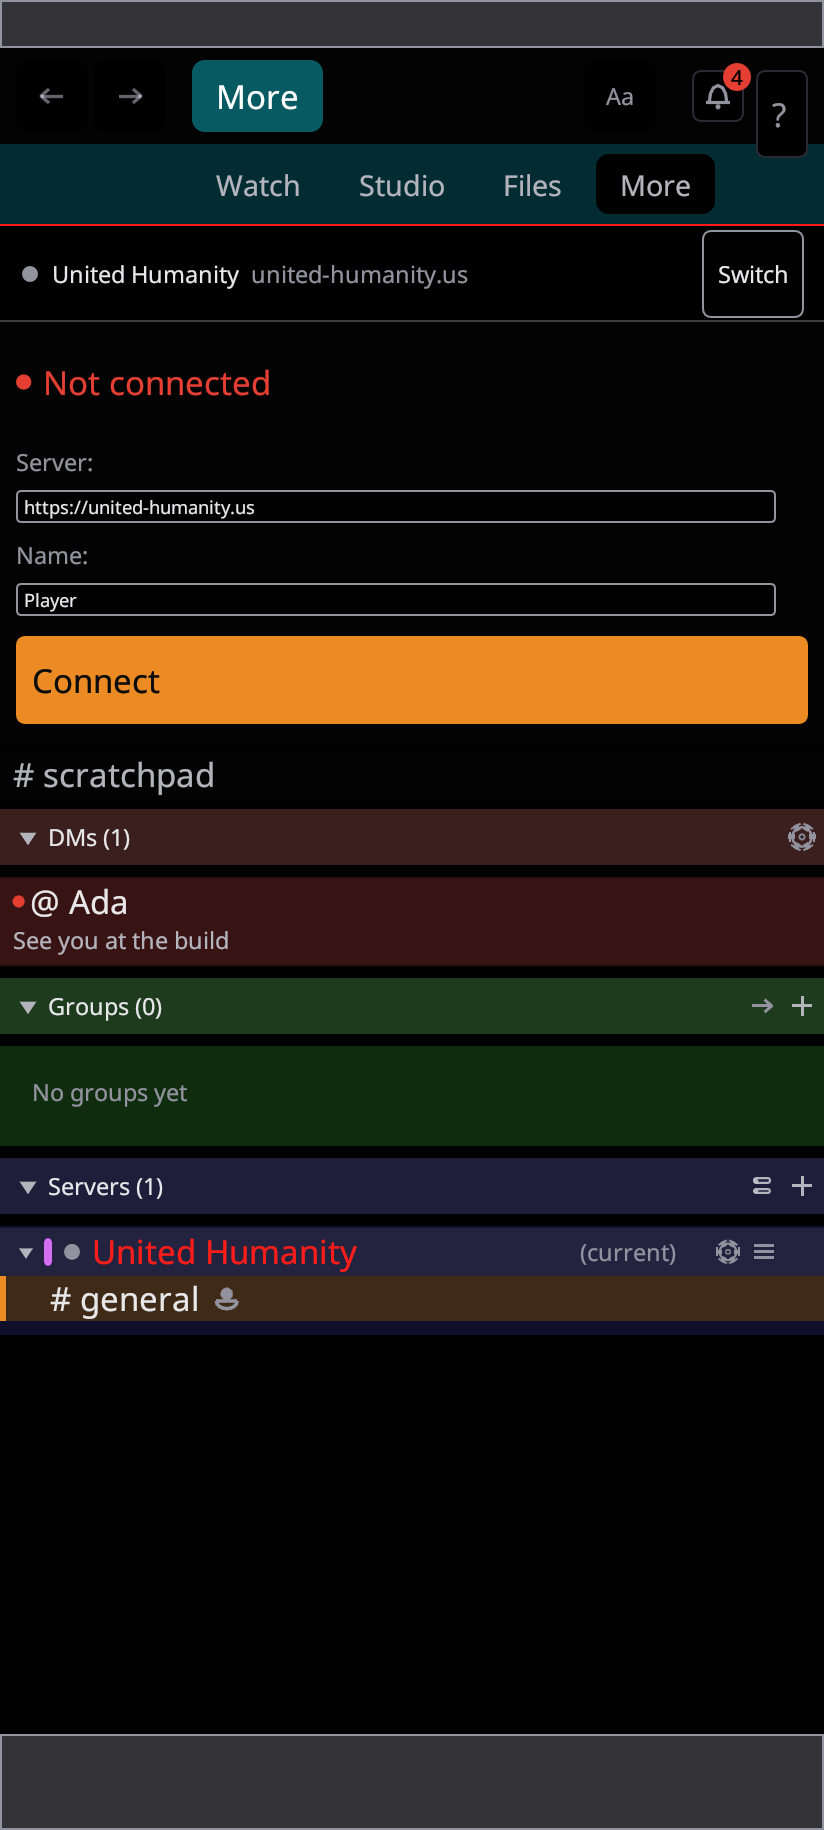 ← → More Aa 4 ?
Watch Studio Files More
United Humanity united-humanity.us Switch
Not connected
Server:
https://united-humanity.us
Name:
Player
Connect
# scratchpad
DMs (1)
@ Ada
See you at the build
Groups (0) → +
No groups yet
Servers (1) +
United Humanity (current)
# general